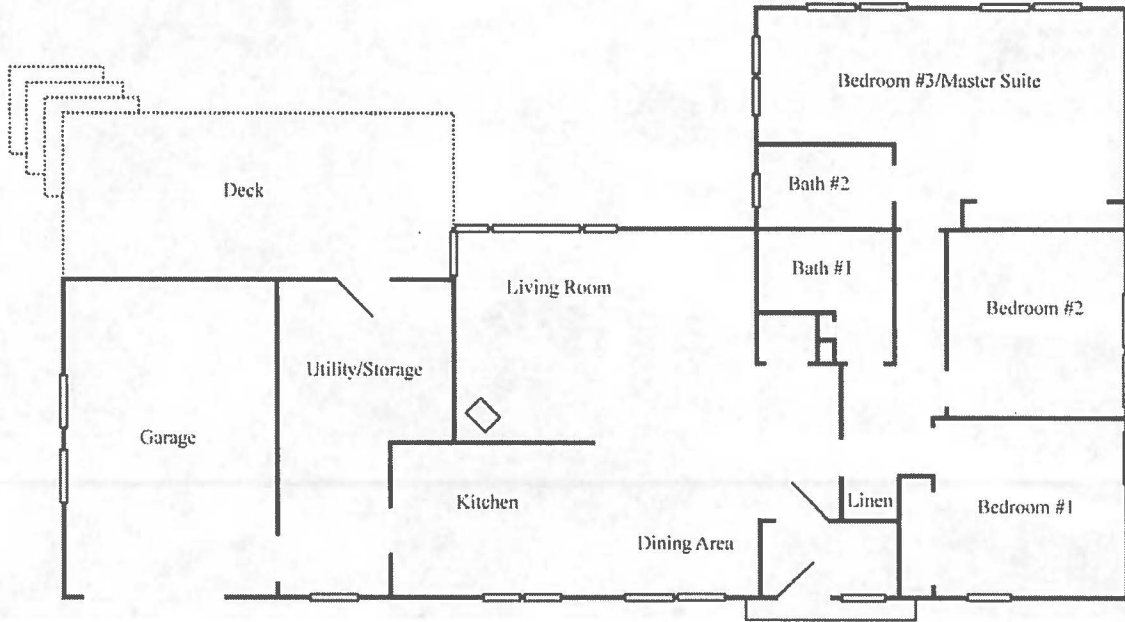 Bedroom #3/Master Suite
Deck
Bath #2
Living Room
Bath #1
Bedroom #2
Utility/Storage
Garage
Kitchen
Linen
Bedroom #1
Dining Area